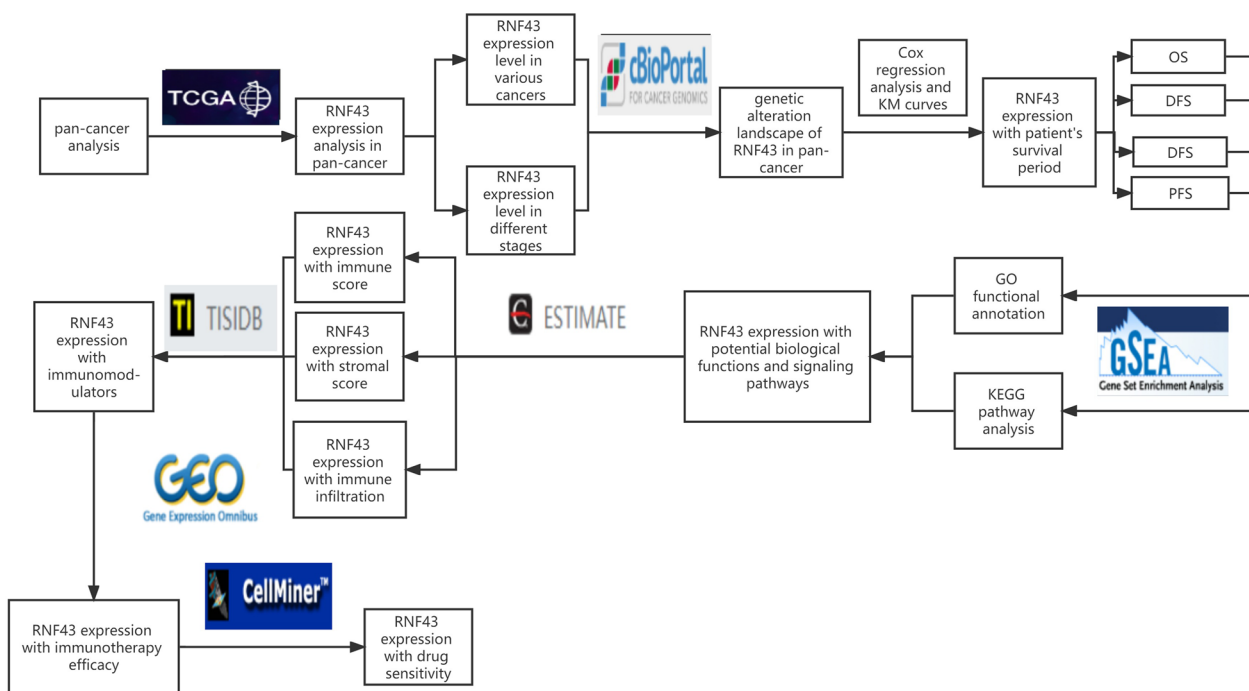 pan-cancer
analysis
TCGA
RNF43
expression
analysis in
pan-cancer
RNF43
expression
level in
various
cancers
RNF43
expression
level in
different
stages
cBioPortal
FOR CANCER GENOMICS
genetic
alteration
landscape of
RNF43 in pan-
cancer
Cox
regression
analysis and
KM curves
RNF43
expression
with patient's
survival
period
OS
DFS
DFS
PFS
GO
functional
annotation
GSEA
Gene Set Enrichment Analysis
KEGG
pathway
analysis
RNF43 expression with
potential biological
functions and signaling
pathways
ESTIMATE
RNF43
expression
with immune
score
RNF43
expression
with stromal
score
RNF43
expression
with immune
infiltration
TI TISIDB
RNF43
expression
with
immunomod-
ulators
GEO
Gene Expression Omnibus
RNF43 expression
with immunotherapy
efficacy
CellMiner™
RNF43
expression
with drug
sensitivity